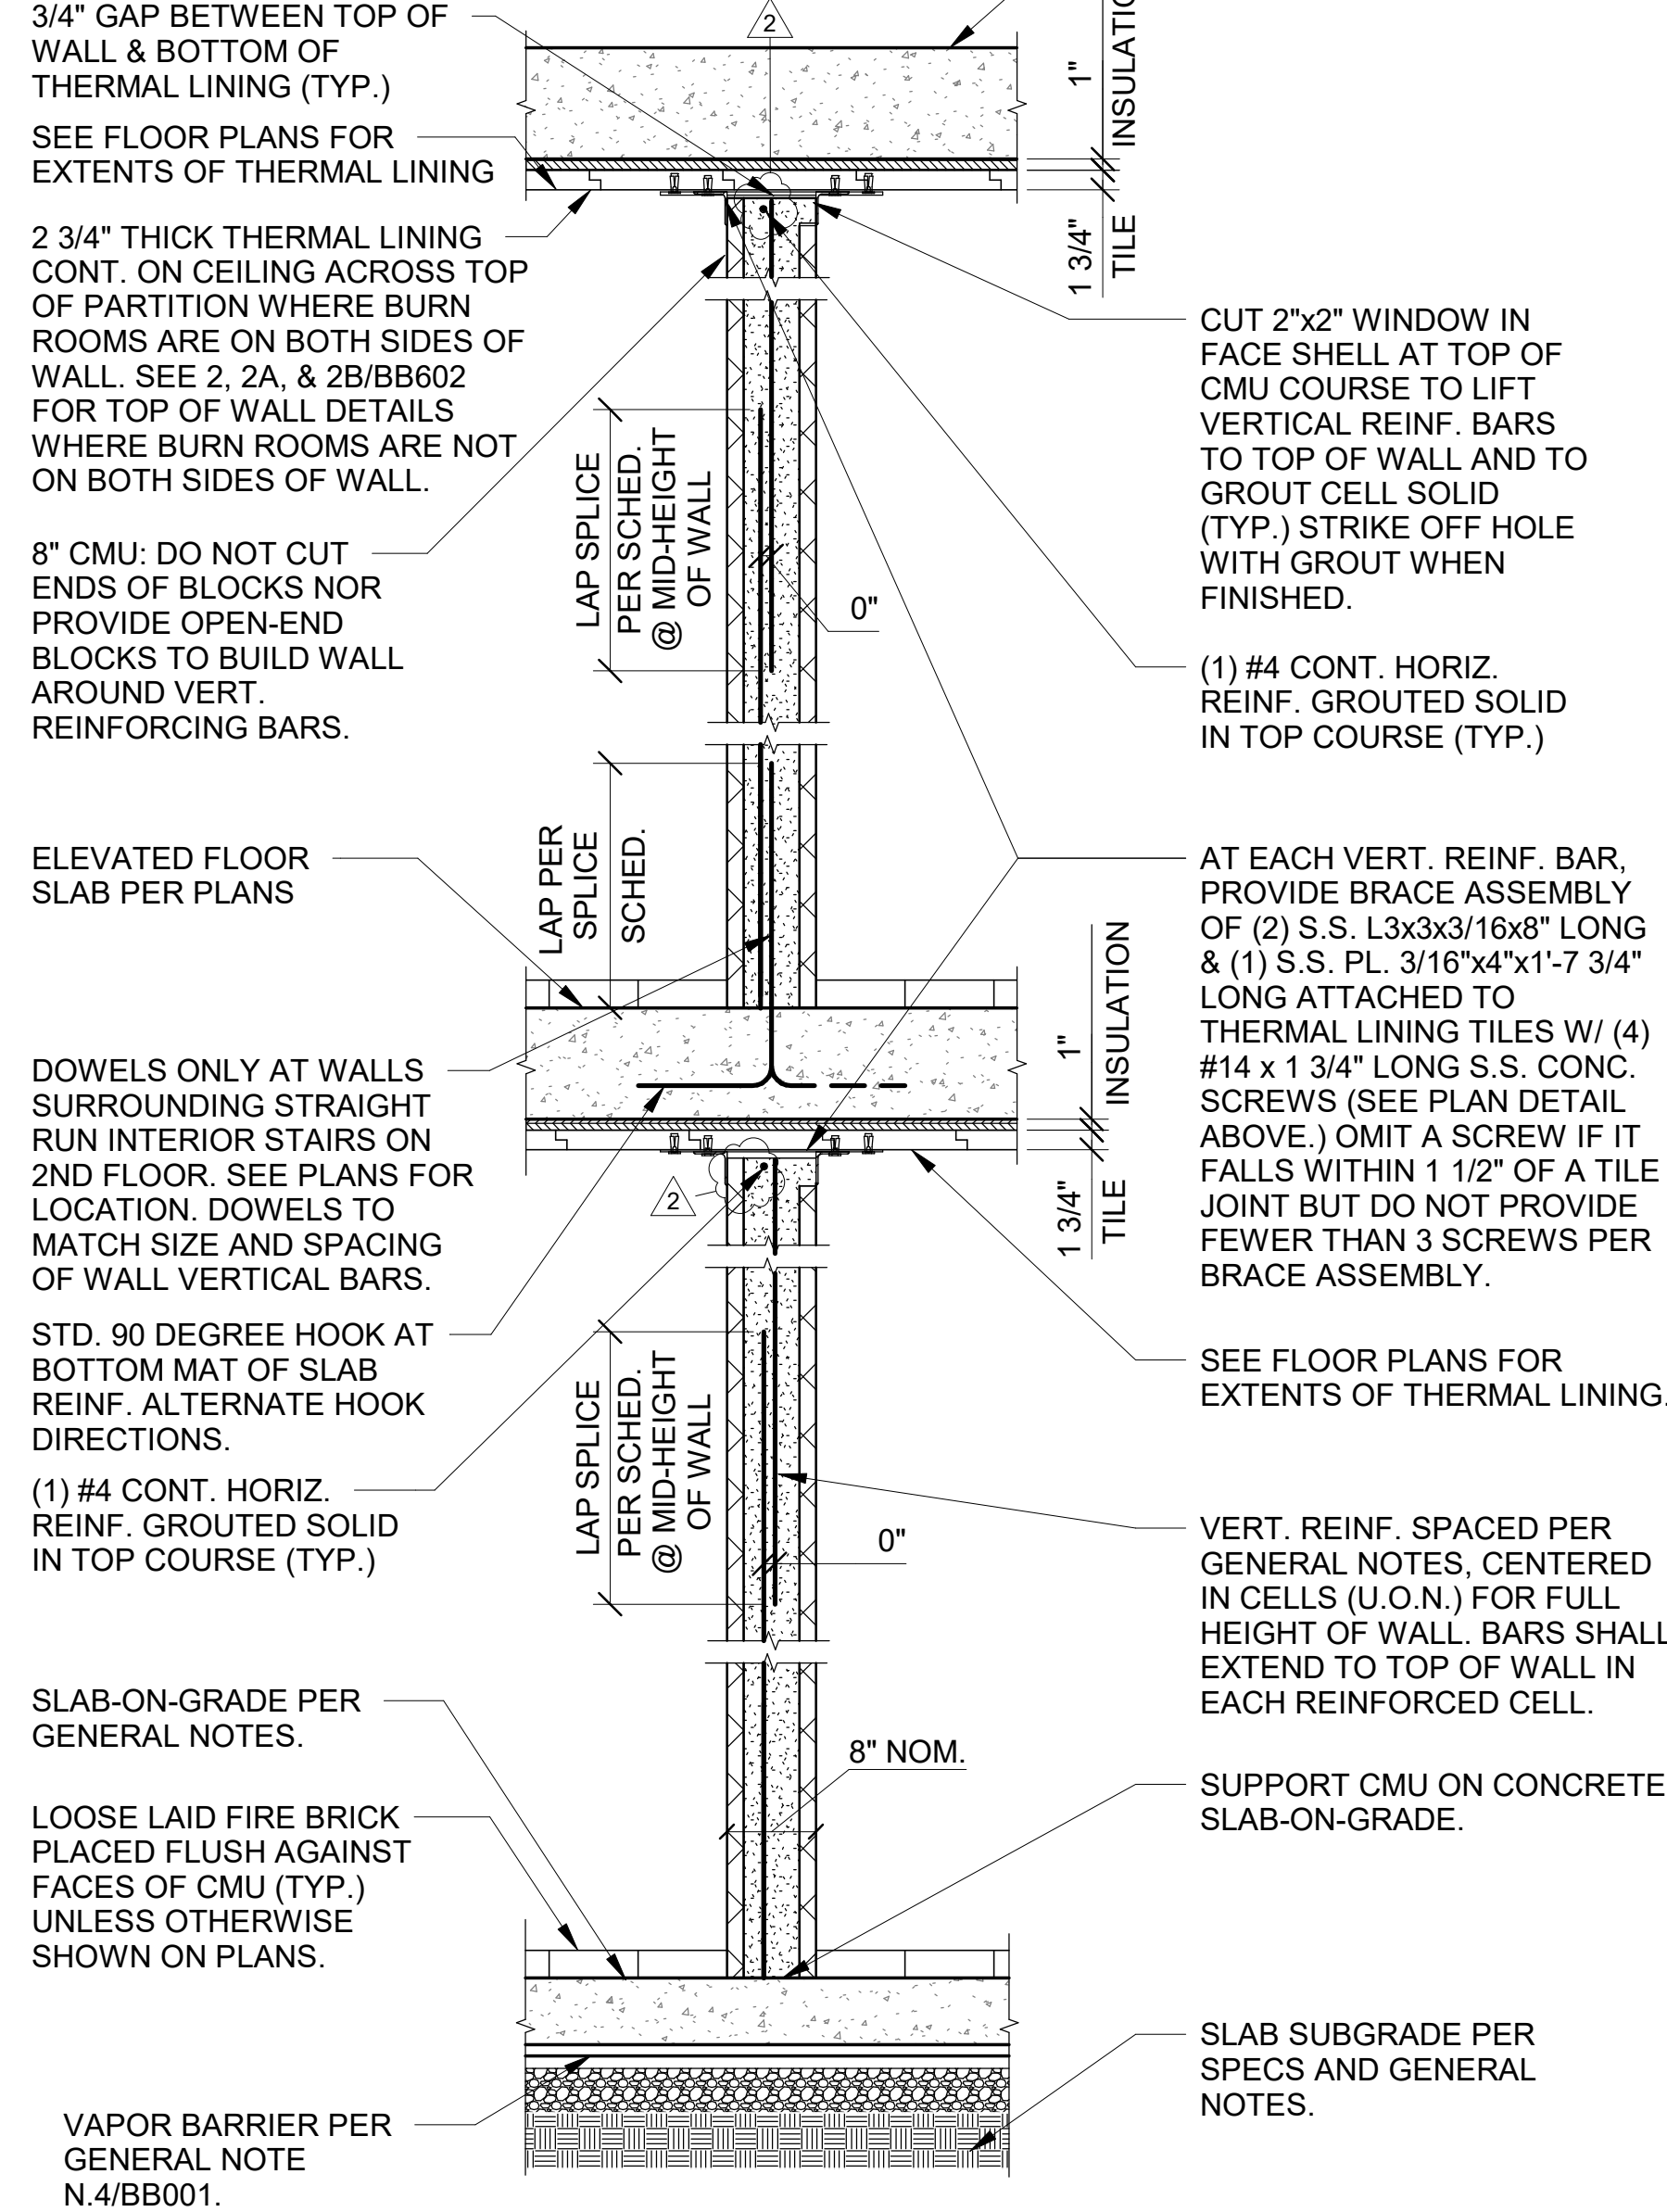 3/4" GAP BETWEEN TOP OF
WALL & BOTTOM OF
THERMAL LINING (TYP.)
SEE FLOOR PLANS FOR
EXTENTS OF THERMAL LINING
2 3/4" THICK THERMAL LINING
CONT. ON CEILING ACROSS TOP
OF PARTITION WHERE BURN
ROOMS ARE ON BOTH SIDES OF
WALL. SEE 2, 2A, & 2B/BB602
FOR TOP OF WALL DETAILS
WHERE BURN ROOMS ARE NOT
ON BOTH SIDES OF WALL.
8" CMU: DO NOT CUT
ENDS OF BLOCKS NOR
PROVIDE OPEN-END
BLOCKS TO BUILD WALL
AROUND VERT.
REINFORCING BARS.
ELEVATED FLOOR
SLAB PER PLANS
DOWELS ONLY AT WALLS
SURROUNDING STRAIGHT
RUN INTERIOR STAIRS ON
2ND FLOOR. SEE PLANS FOR
LOCATION. DOWELS TO
MATCH SIZE AND SPACING
OF WALL VERTICAL BARS.
STD. 90 DEGREE HOOK AT
BOTTOM MAT OF SLAB
REINF. ALTERNATE HOOK
DIRECTIONS.
(1) #4 CONT. HORIZ.
REINF. GROUTED SOLID
IN TOP COURSE (TYP.)
SLAB-ON-GRADE PER
GENERAL NOTES.
LOOSE LAID FIRE BRICK
PLACED FLUSH AGAINST
FACES OF CMU (TYP.)
UNLESS OTHERWISE
SHOWN ON PLANS.
VAPOR BARRIER PER
GENERAL NOTE
N.4/BB001.
2
LAP SPLICE
PER SCHED.
@ MID-HEIGHT
OF WALL
0"
LAP PER
SPLICE
SCHED.
2
LAP SPLICE
PER SCHED.
@ MID-HEIGHT
OF WALL
0"
8" NOM.
1"
1 3/4"
TILE
1"
INSULATION
1 3/4"
TILE
CUT 2"x2" WINDOW IN
FACE SHELL AT TOP OF
CMU COURSE TO LIFT
VERTICAL REINF. BARS
TO TOP OF WALL AND TO
GROUT CELL SOLID
(TYP.) STRIKE OFF HOLE
WITH GROUT WHEN
FINISHED.
(1) #4 CONT. HORIZ.
REINF. GROUTED SOLID
IN TOP COURSE (TYP.)
AT EACH VERT. REINF. BAR,
PROVIDE BRACE ASSEMBLY
OF (2) S.S. L3x3x3/16x8" LONG
& (1) S.S. PL. 3/16"x4"x1'-7 3/4"
LONG ATTACHED TO
THERMAL LINING TILES W/ (4)
#14 x 1 3/4" LONG S.S. CONC.
SCREWS (SEE PLAN DETAIL
ABOVE.) OMIT A SCREW IF IT
FALLS WITHIN 1 1/2" OF A TILE
JOINT BUT DO NOT PROVIDE
FEWER THAN 3 SCREWS PER
BRACE ASSEMBLY.
SEE FLOOR PLANS FOR
EXTENTS OF THERMAL LINING.
VERT. REINF. SPACED PER
GENERAL NOTES, CENTERED
IN CELLS (U.O.N.) FOR FULL
HEIGHT OF WALL. BARS SHALL
EXTEND TO TOP OF WALL IN
EACH REINFORCED CELL.
SUPPORT CMU ON CONCRETE
SLAB-ON-GRADE.
SLAB SUBGRADE PER
SPECS AND GENERAL
NOTES.